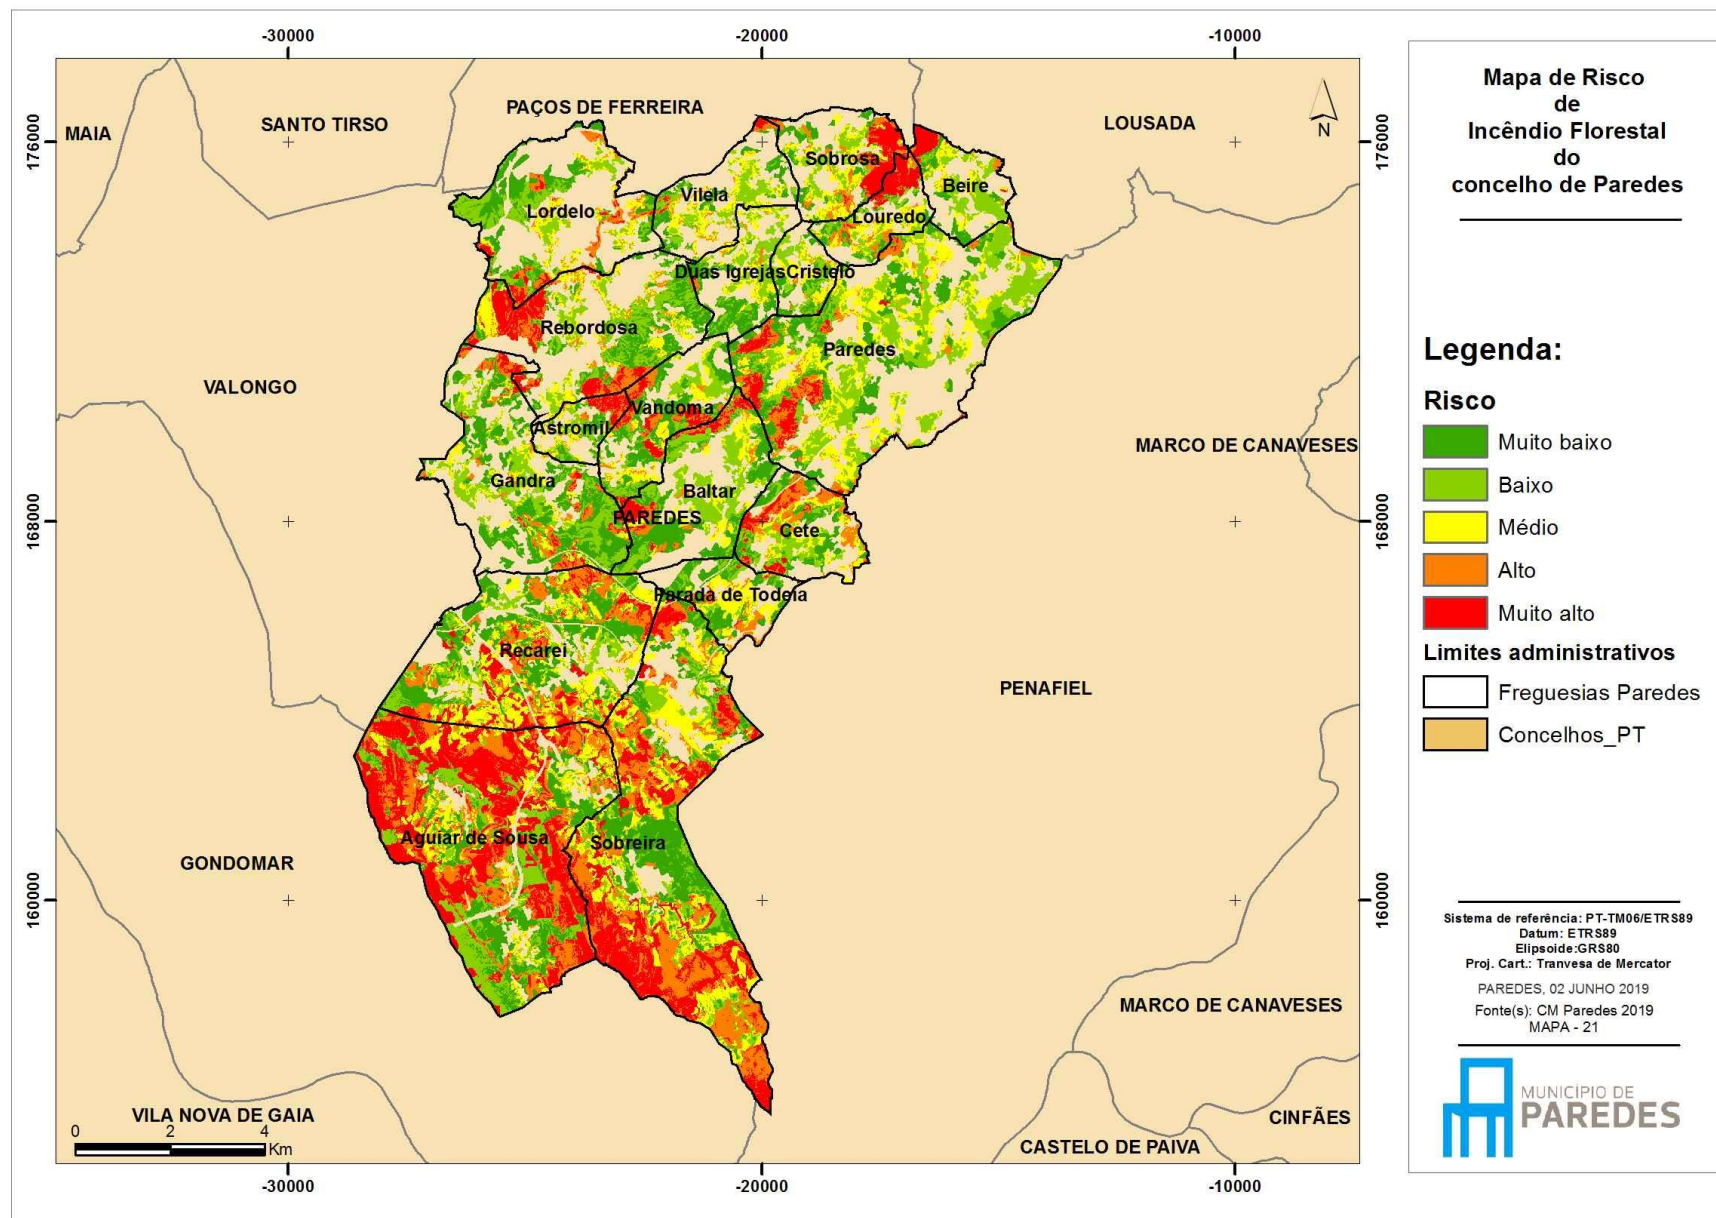 -30000
-20000
-10000
PAÇOS DE FERREIRA
MAIA
SANTO TIRSO
LOUSADA
N
176000
176000
Sobrosa
Beire
Vilela
Lordelo
Louredo
Duas Igrejas
Cristelo
Rebordosa
Paredes
VALONGO
Vandoma
Astromil
MARCO DE CANAVESES
Gandra
Baltar
PAREDES
Cete
168000
168000
Parada de Todeia
Recarei
PENAFIEL
Aguiar de Sousa
Sobreira
GONDOMAR
160000
160000
MARCO DE CANAVESES
VILA NOVA DE GAIA
CINFÃES
CASTELO DE PAIVA
0
2
4
Km
-30000
-20000
-10000
Mapa de Risco
de
Incêndio Florestal
do
concelho de Paredes
Legenda:
Risco
Muito baixo
Baixo
Médio
Alto
Muito alto
Limites administrativos
Freguesias Paredes
Concelhos_PT
Sistema de referência: PT-TM06/ETRS89
Datum: ETRS89
Elipsoide:GRS80
Proj. Cart.: Tranvesa de Mercator
PAREDES, 02 JUNHO 2019
Fonte(s): CM Paredes 2019
MAPA - 21
MUNICÍPIO DE
PAREDES